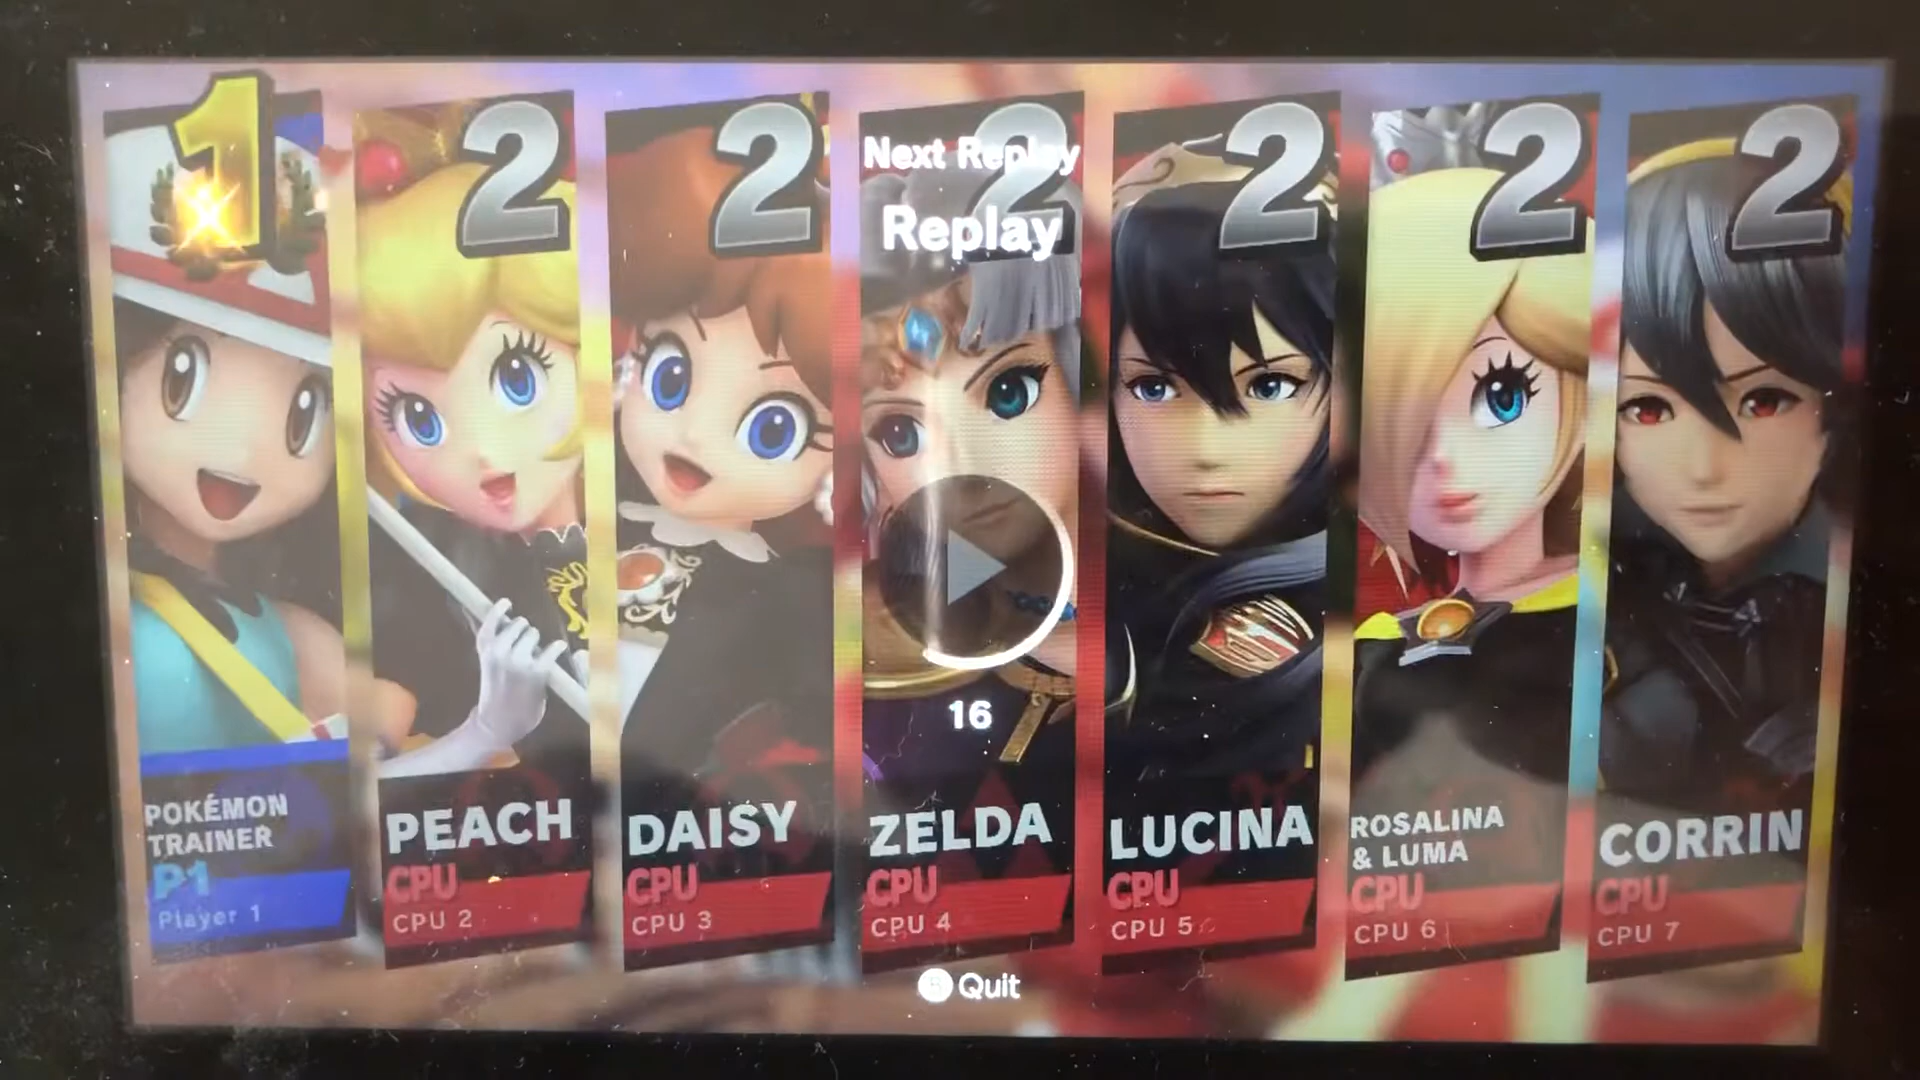 1
2
2
2
2
2
2
Next Replay
Replay
16
POKÉMON
TRAINER
P1
Player 1
PEACH
CPU
CPU 2
DAISY
CPU
CPU 3
ZELDA
CPU
CPU 4
LUCINA
CPU
CPU 5
ROSALINA
& LUMA
CPU
CPU 6
CORRIN
CPU
CPU 7
B Quit